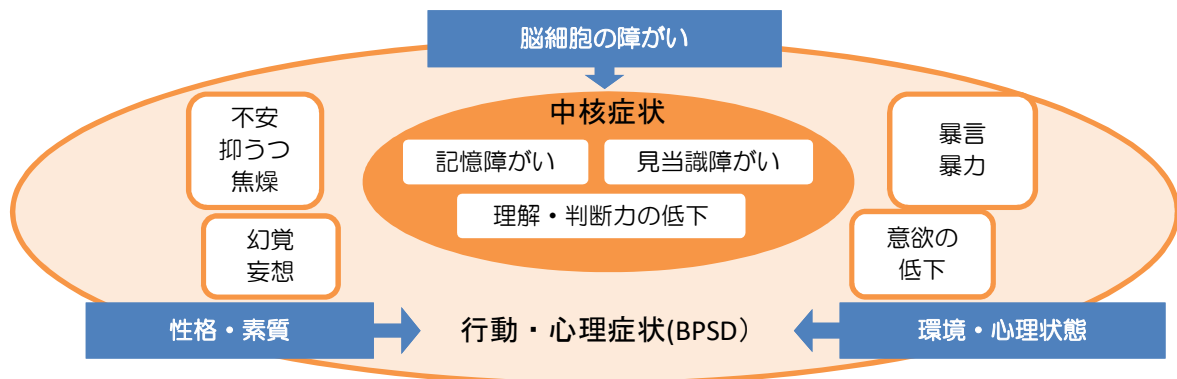 脳細胞の障がい
中核症状
記憶障がい
見当識障がい
理解・判断力の低下
不安
抑うつ
焦燥
幻覚
妄想
暴言
暴力
意欲の
低下
性格・素質
行動・心理症状(BPSD)
環境・心理状態